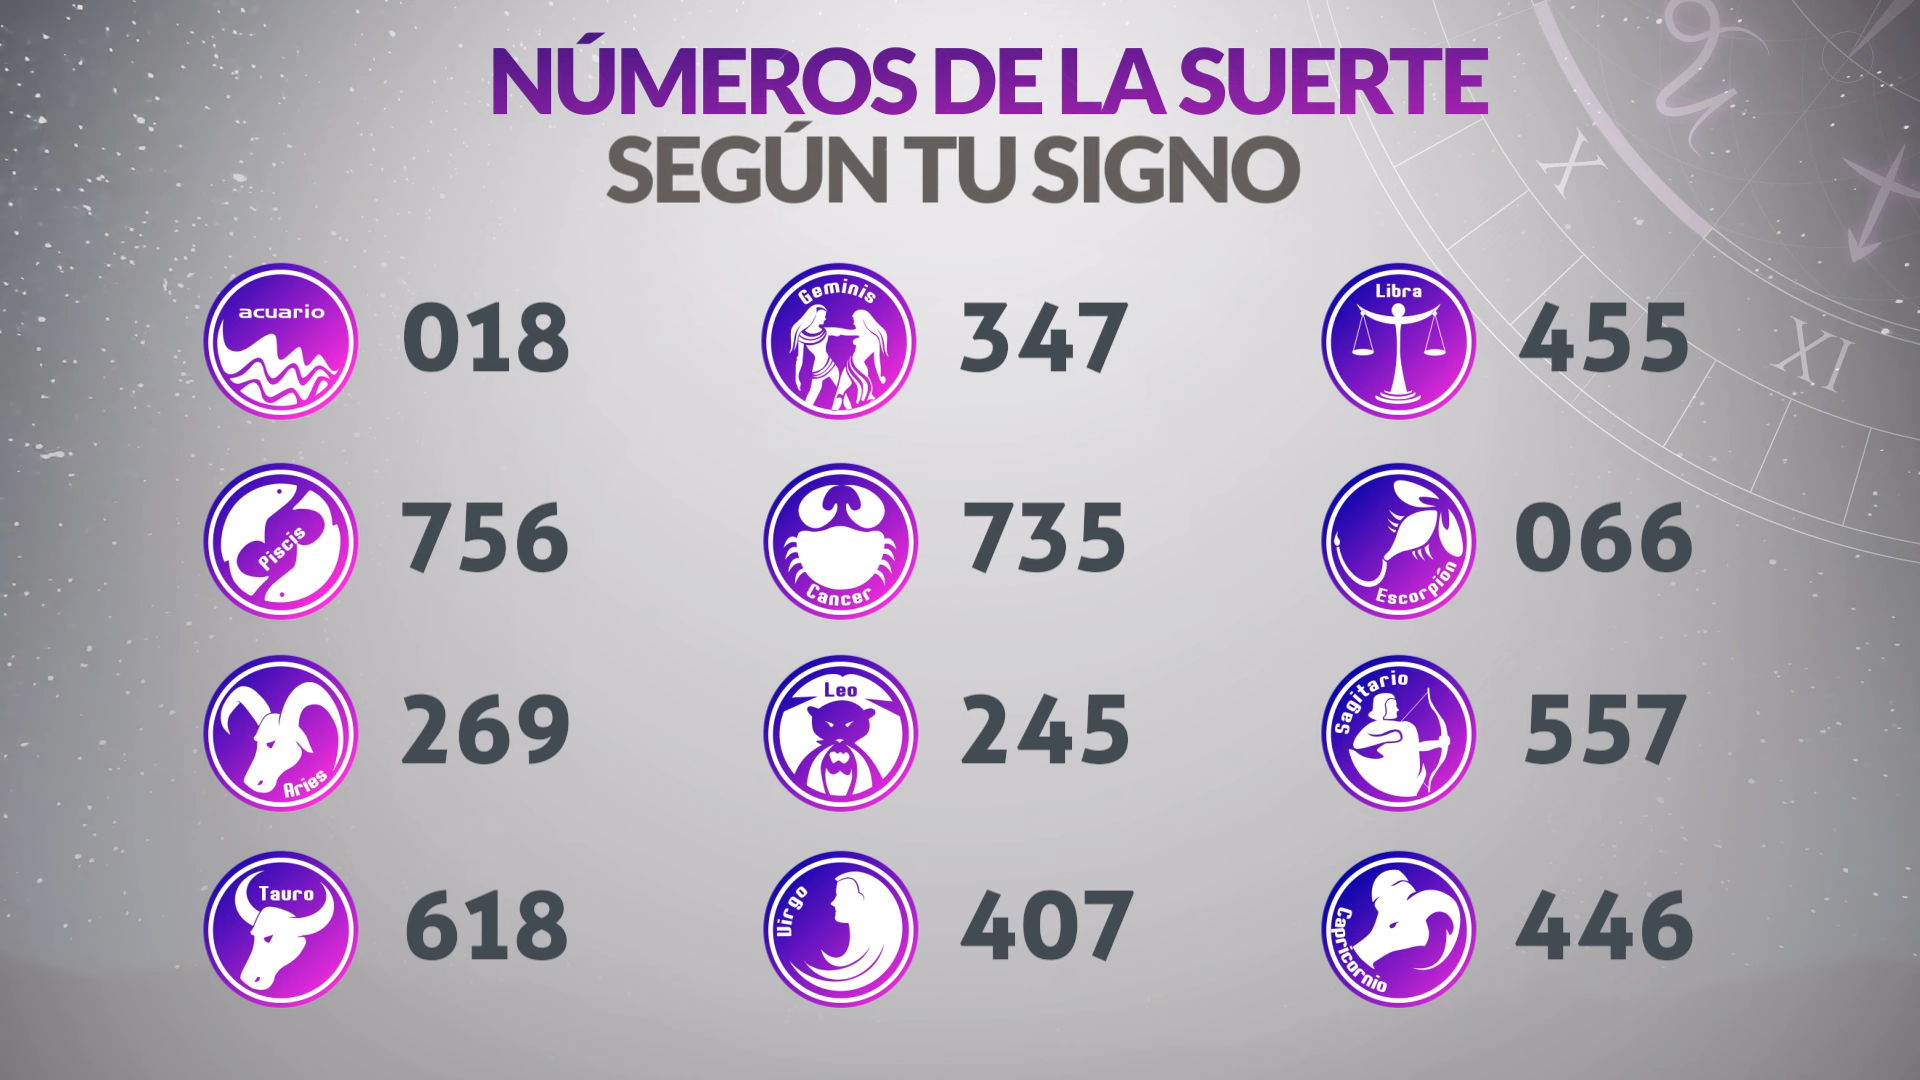 NÚMEROS DE LA SUERTE
SEGÚN TU SIGNO
acuario 018
Geminis 347
Libra 455
Piscis 756
Cancer 735
Escorpión 066
Aries 269
Leo 245
Sagitario 557
Tauro 618
Virgo 407
Capricornio 446
X
XI